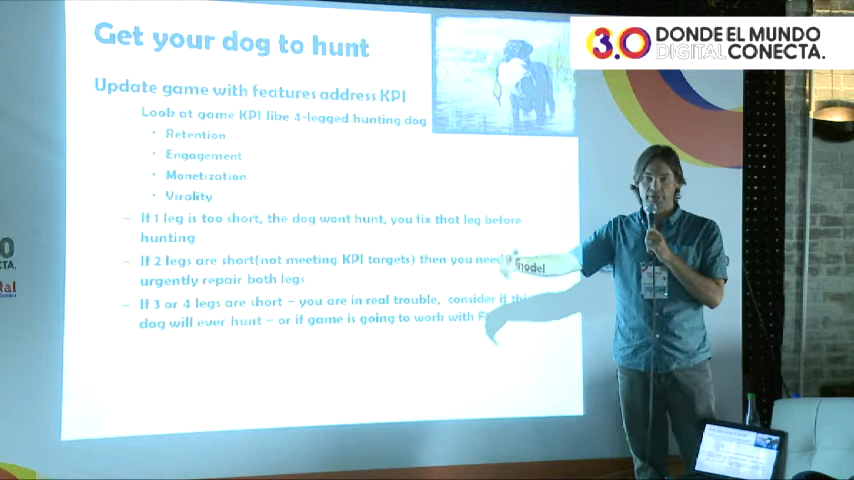 Get your dog to hunt
3.0 DONDE EL MUNDO
DIGITAL CONECTA.
Update game with features address KPI
Look at game KPI like 4-legged hunting dog
• Retention
• Engagement
• Monetization
• Virality
– If 1 leg is too short, the dog wont hunt, you fix that leg before
hunting
– If 2 legs are short(not meeting KPI targets) then you need
model
urgently repair both legs
– If 3 or 4 legs are short – you are in real trouble, consider if
dog will ever hunt – or if game is going to work with
0
CTA.
tal